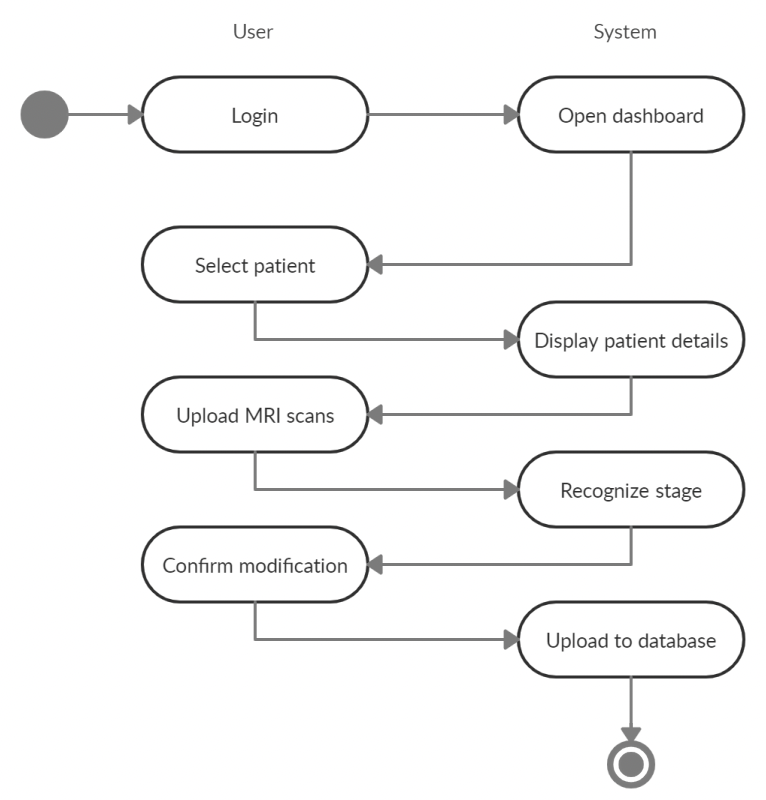 User
System
Login
Open dashboard
Select patient
Display patient details
Upload MRI scans
Recognize stage
Confirm modification
Upload to database